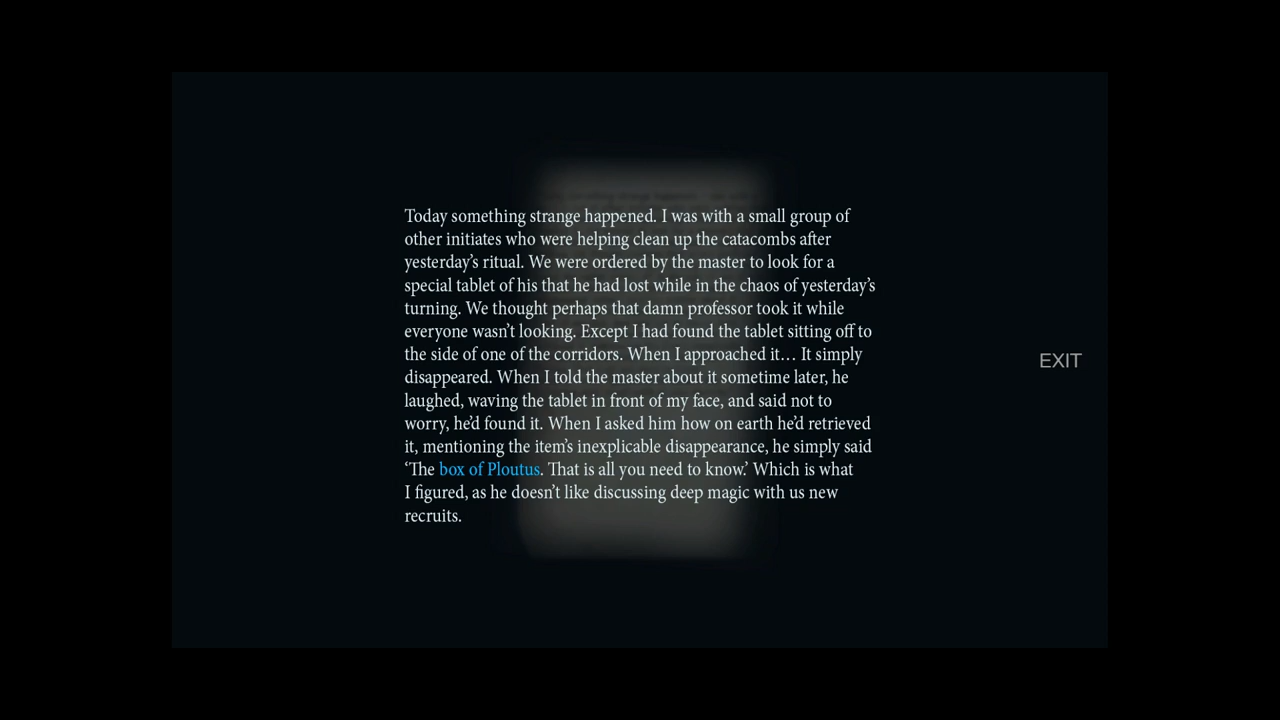 Today something strange happened. I was with a small group of
other initiates who were helping clean up the catacombs after
yesterday's ritual. We were ordered by the master to look for a
special tablet of his that he had lost while in the chaos of yesterday's
turning. We thought perhaps that damn professor took it while
everyone wasn't looking. Except I had found the tablet sitting off to
the side of one of the corridors. When I approached it… It simply
disappeared. When I told the master about it sometime later, he
laughed, waving the tablet in front of my face, and said not to
worry, he'd found it. When I asked him how on earth he'd retrieved
it, mentioning the item's inexplicable disappearance, he simply said
‘The box of Ploutus. That is all you need to know.’ Which is what
I figured, as he doesn't like discussing deep magic with us new
recruits.
EXIT